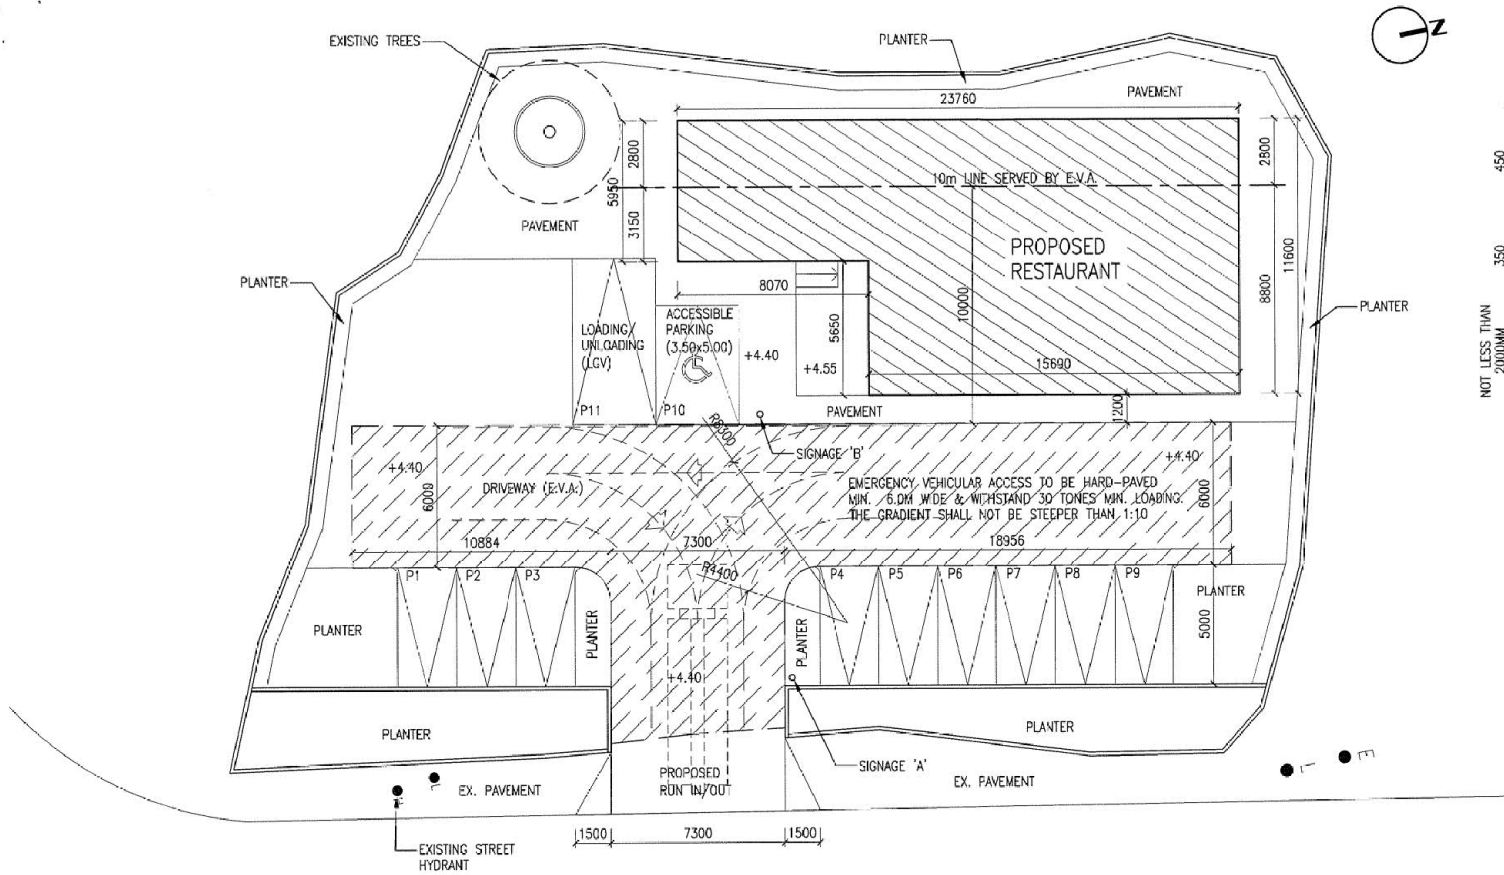 N
EXISTING TREES
PLANTER
23760
PAVEMENT
2800
5950
3150
PAVEMENT
10m LINE SERVED BY E.V.A.
2800
11600
8800
PROPOSED
RESTAURANT
450
350
NOT LESS THAN
2000MM
PLANTER
PLANTER
8070
10000
5650
15690
LOADING/
UNLOADING
(LGV)
ACCESSIBLE
PARKING
(3.50x5.00)
+4.40
+4.55
P11
P10
PAVEMENT
1200
R8300
SIGNAGE 'B'
+4.40
+4.40
6000
DRIVEWAY (E.V.A.)
EMERGENCY VEHICULAR ACCESS TO BE HARD-PAVED
MIN. 6.0M WIDE & WITHSTAND 30 TONES MIN. LOADING.
THE GRADIENT SHALL NOT BE STEEPER THAN 1:10
6000
10884
7300
18956
R4400
P1
P2
P3
P4
P5
P6
P7
P8
P9
PLANTER
PLANTER
PLANTER
PLANTER
5000
+4.40
PLANTER
PLANTER
SIGNAGE 'A'
PROPOSED
RUN IN/OUT
EX. PAVEMENT
EX. PAVEMENT
1500
7300
1500
EXISTING STREET
HYDRANT